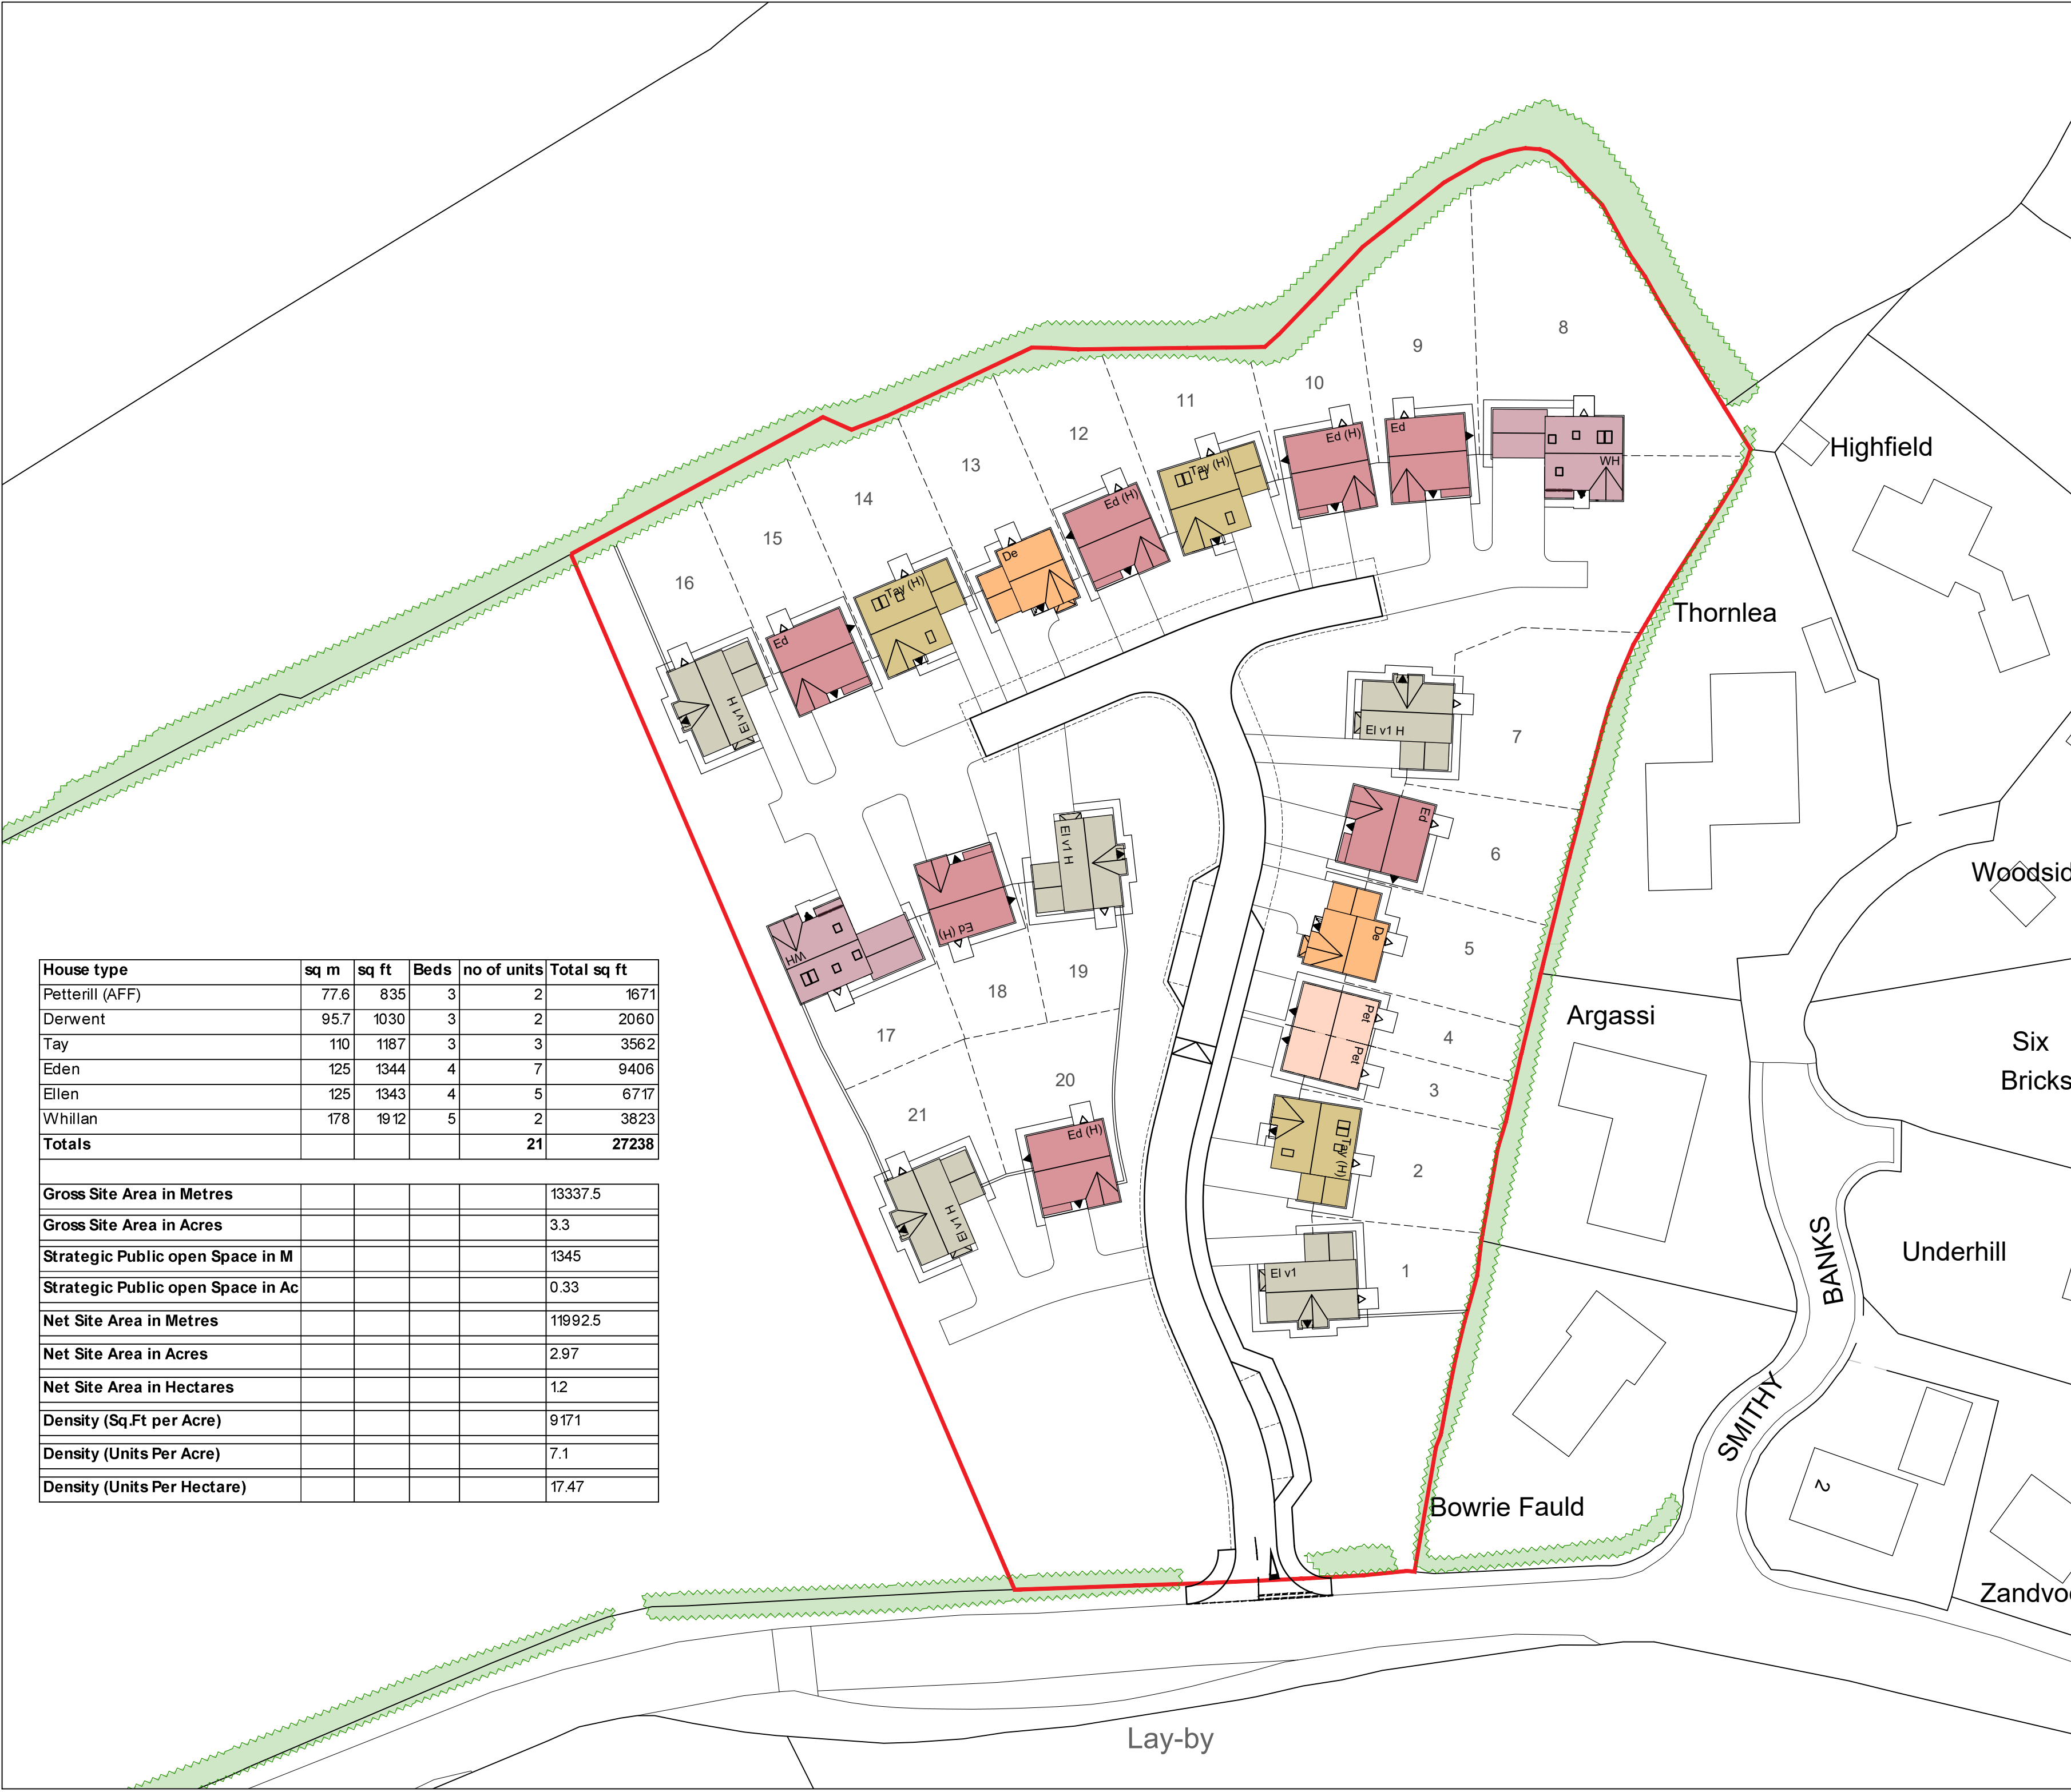 8
9
10
11
12
13
14
15
16
WH
Ed
Ed (H)
Tay (H)
Ed (H)
De
Tay (H)
Ed
El v1 H
Highfield
Thornlea
El v1 H
7
Ed
6
De
5
Pet
4
Pet
3
Tay (H)
2
El v1
1
El v1 H
Ed (H)
WH
19
18
17
20
21
Ed (H)
El v1 H
Woodsid
Argassi
Six
Bricks
Underhill
BANKS
SMITHY
2
Bowrie Fauld
Zandvo
Lay-by
House type sq m sq ft Beds no of units Total sq ft
Petterill (AFF) 77.6 835 3 2 1671
Derwent 95.7 1030 3 2 2060
Tay 110 1187 3 3 3562
Eden 125 1344 4 7 9406
Ellen 125 1343 4 5 6717
Whillan 178 1912 5 2 3823
Totals 21 27238
Gross Site Area in Metres 13337.5
Gross Site Area in Acres 3.3
Strategic Public open Space in M 1345
Strategic Public open Space in Ac 0.33
Net Site Area in Metres 11992.5
Net Site Area in Acres 2.97
Net Site Area in Hectares 1.2
Density (Sq.Ft per Acre) 9171
Density (Units Per Acre) 7.1
Density (Units Per Hectare) 17.47